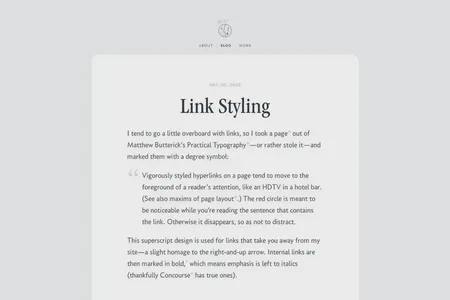 ABOUT BLOG WORK
Link Styling
I tend to go a little overboard with links, so I took a page° out of
Matthew Butterick's Practical Typography°—or rather stole it—and
marked them with a degree symbol:
“ Vigorously styled hyperlinks on a page tend to move to the
foreground of a reader's attention, like an HDTV in a hotel bar.
(See also maxims of page layout°.) The red circle is meant to
be noticeable while you're reading the sentence that contains
the link. Otherwise it disappears, so as not to distract.
This superscript design is used for links that take you away from my
site—a slight homage to the right-up arrow. Internal links are
then marked in bold,° which means emphasis is left to italics
(thankfully Concourse° has true ones).